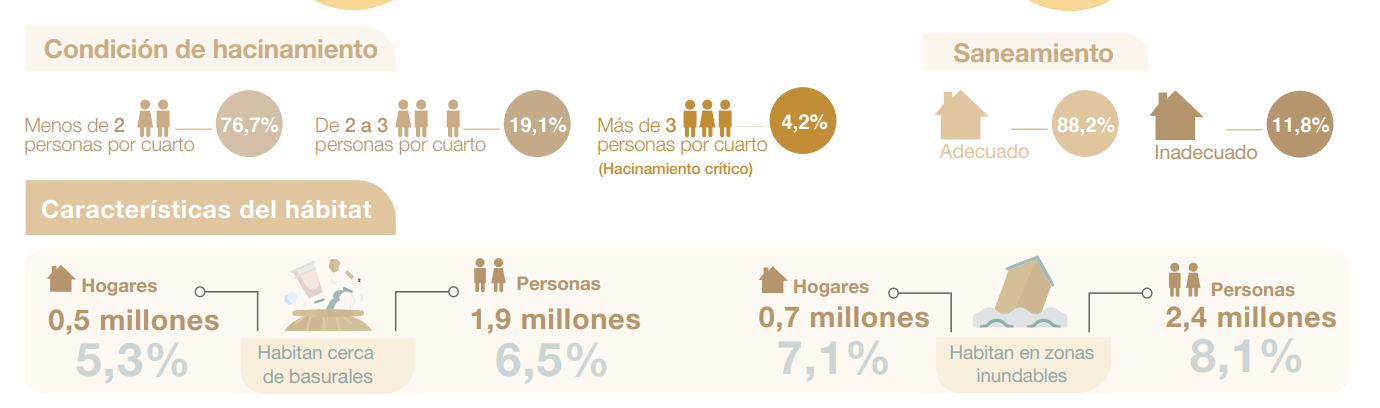 Condición de hacinamiento
Menos de 2
personas por cuarto
76,7%
De 2 a 3
personas por cuarto
19,1%
Más de 3
personas por cuarto
(Hacinamiento crítico)
4,2%
Saneamiento
Adecuado
88,2%
Inadecuado
11,8%
Características del hábitat
Hogares
0,5 millones
5,3%
Habitan cerca
de basurales
Personas
1,9 millones
6,5%
Hogares
0,7 millones
7,1%
Habitan en zonas
inundables
Personas
2,4 millones
8,1%